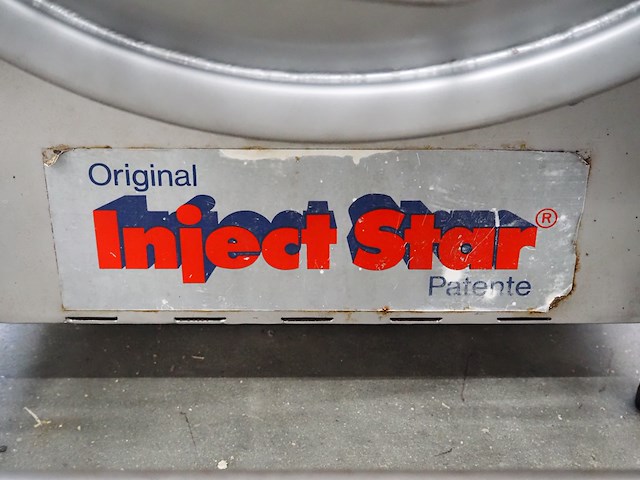 Original
Inject Star®
Patente